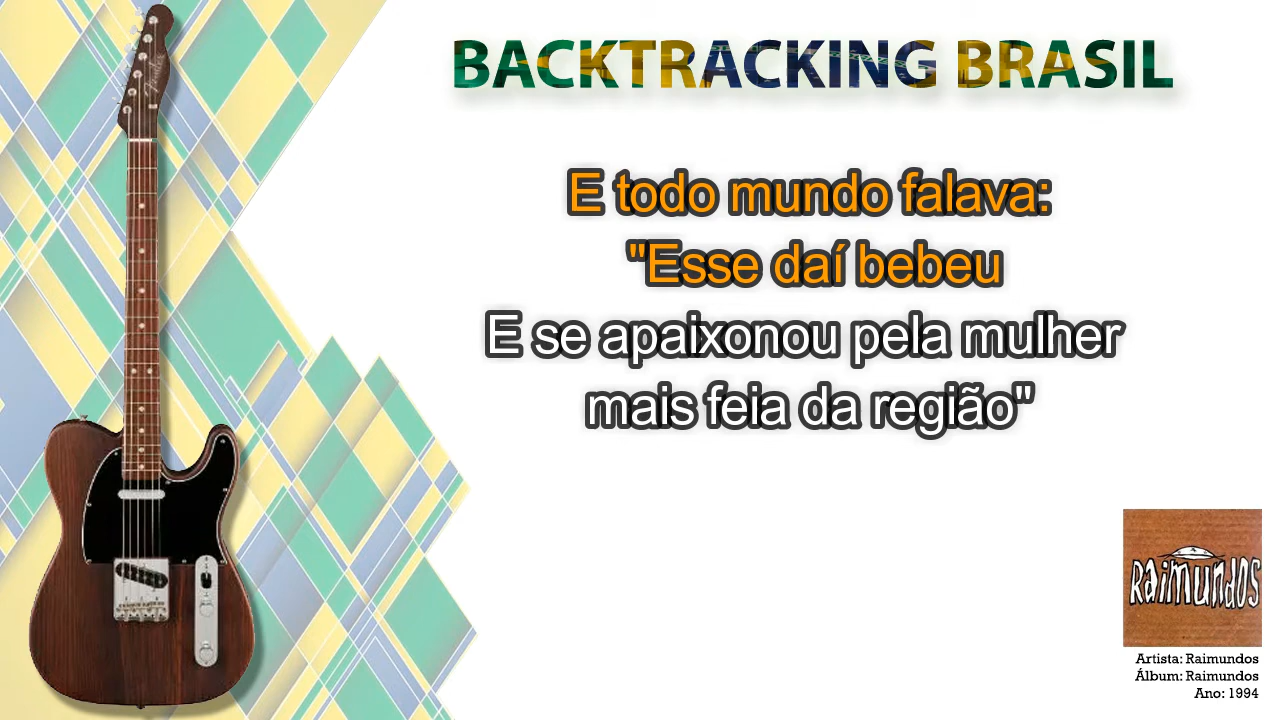 BACKTRACKING BRASIL
E todo mundo falava:
"Esse daí bebeu
E se apaixonou pela mulher
mais feia da região"
Fender
RAIMUNDOS
Artista: Raimundos
Álbum: Raimundos
Ano: 1994